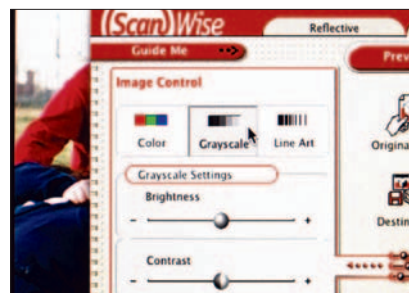 (Scan)Wise
Reflective
Guide Me
Prev
Image Control
Color
Grayscale
Line Art
Origina
Grayscale Settings
Brightness
- +
Destin
Contrast
- +